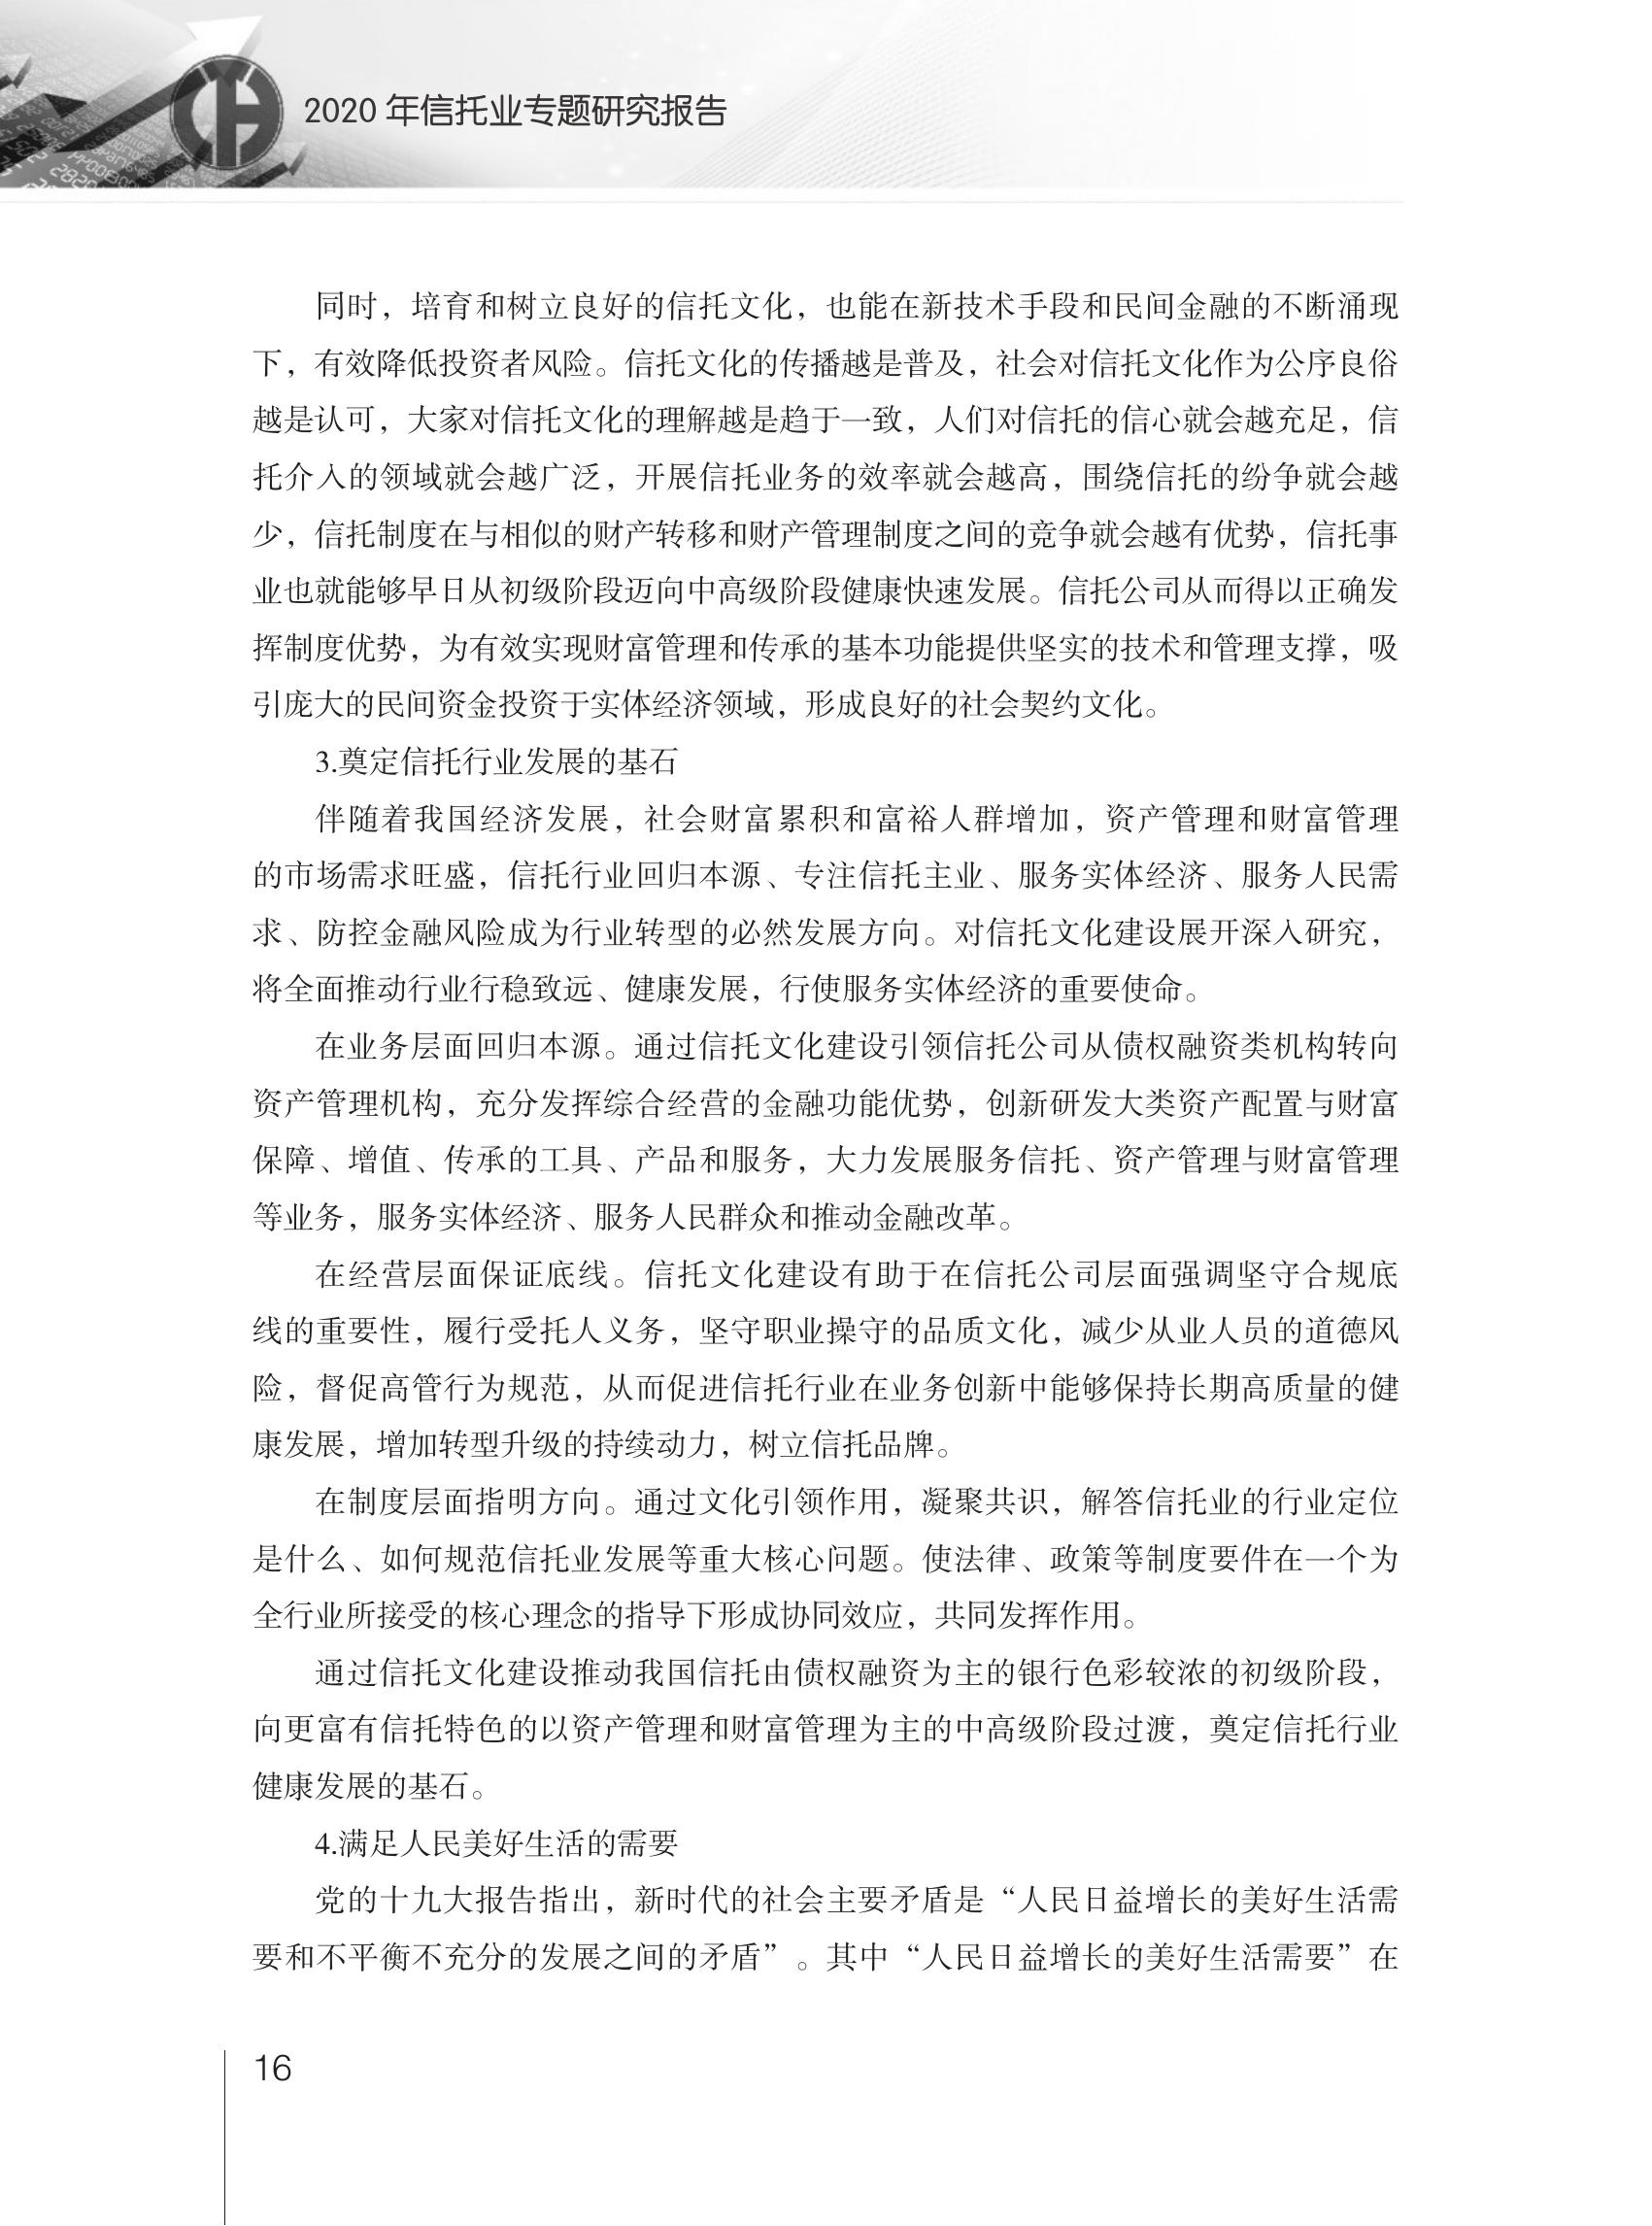 2020 年信托业专题研究报告
同时，培育和树立良好的信托文化，也能在新技术手段和民间金融的不断涌现
下，有效降低投资者风险。信托文化的传播越是普及，社会对信托文化作为公序良俗
越是认可，大家对信托文化的理解越是趋于一致，人们对信托的信心就会越充足，信
托介入的领域就会越广泛，开展信托业务的效率就会越高，围绕信托的纷争就会越
少，信托制度在与相似的财产转移和财产管理制度之间的竞争就会越有优势，信托事
业也就能够早日从初级阶段迈向中高级阶段健康快速发展。信托公司从而得以正确发
挥制度优势，为有效实现财富管理和传承的基本功能提供坚实的技术和管理支撑，吸
引庞大的民间资金投资于实体经济领域，形成良好的社会契约文化。
3.奠定信托行业发展的基石
伴随着我国经济发展，社会财富累积和富裕人群增加，资产管理和财富管理
的市场需求旺盛，信托行业回归本源、专注信托主业、服务实体经济、服务人民需
求、防控金融风险成为行业转型的必然发展方向。对信托文化建设展开深入研究，
将全面推动行业行稳致远、健康发展，行使服务实体经济的重要使命。
在业务层面回归本源。通过信托文化建设引领信托公司从债权融资类机构转向
资产管理机构，充分发挥综合经营的金融功能优势，创新研发大类资产配置与财富
保障、增值、传承的工具、产品和服务，大力发展服务信托、资产管理与财富管理
等业务，服务实体经济、服务人民群众和推动金融改革。
在经营层面保证底线。信托文化建设有助于在信托公司层面强调坚守合规底
线的重要性，履行受托人义务，坚守职业操守的品质文化，减少从业人员的道德风
险，督促高管行为规范，从而促进信托行业在业务创新中能够保持长期高质量的健
康发展，增加转型升级的持续动力，树立信托品牌。
在制度层面指明方向。通过文化引领作用，凝聚共识，解答信托业的行业定位
是什么、如何规范信托业发展等重大核心问题。使法律、政策等制度要件在一个为
全行业所接受的核心理念的指导下形成协同效应，共同发挥作用。
通过信托文化建设推动我国信托由债权融资为主的银行色彩较浓的初级阶段，
向更富有信托特色的以资产管理和财富管理为主的中高级阶段过渡，奠定信托行业
健康发展的基石。
4.满足人民美好生活的需要
党的十九大报告指出，新时代的社会主要矛盾是“人民日益增长的美好生活需
要和不平衡不充分的发展之间的矛盾”。其中“人民日益增长的美好生活需要”在
16